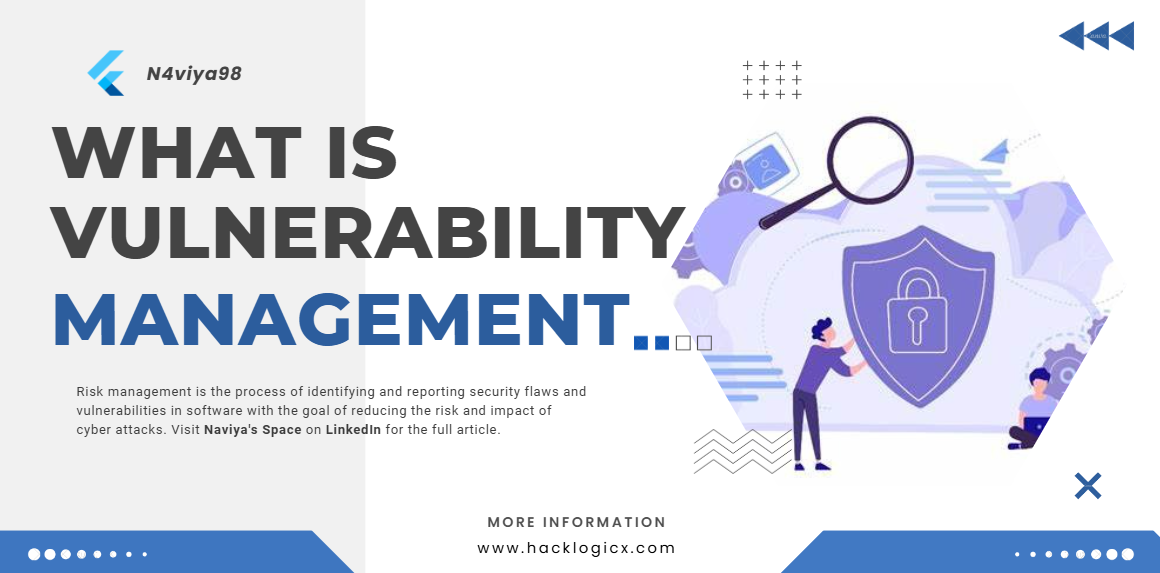 N4viya98
WHAT IS
VULNERABILITY
MANAGEMENT
Risk management is the process of identifying and reporting security flaws and
vulnerabilities in software with the goal of reducing the risk and impact of
cyber attacks. Visit Naviya's Space on LinkedIn for the full article.
MORE INFORMATION
www.hacklogicx.com